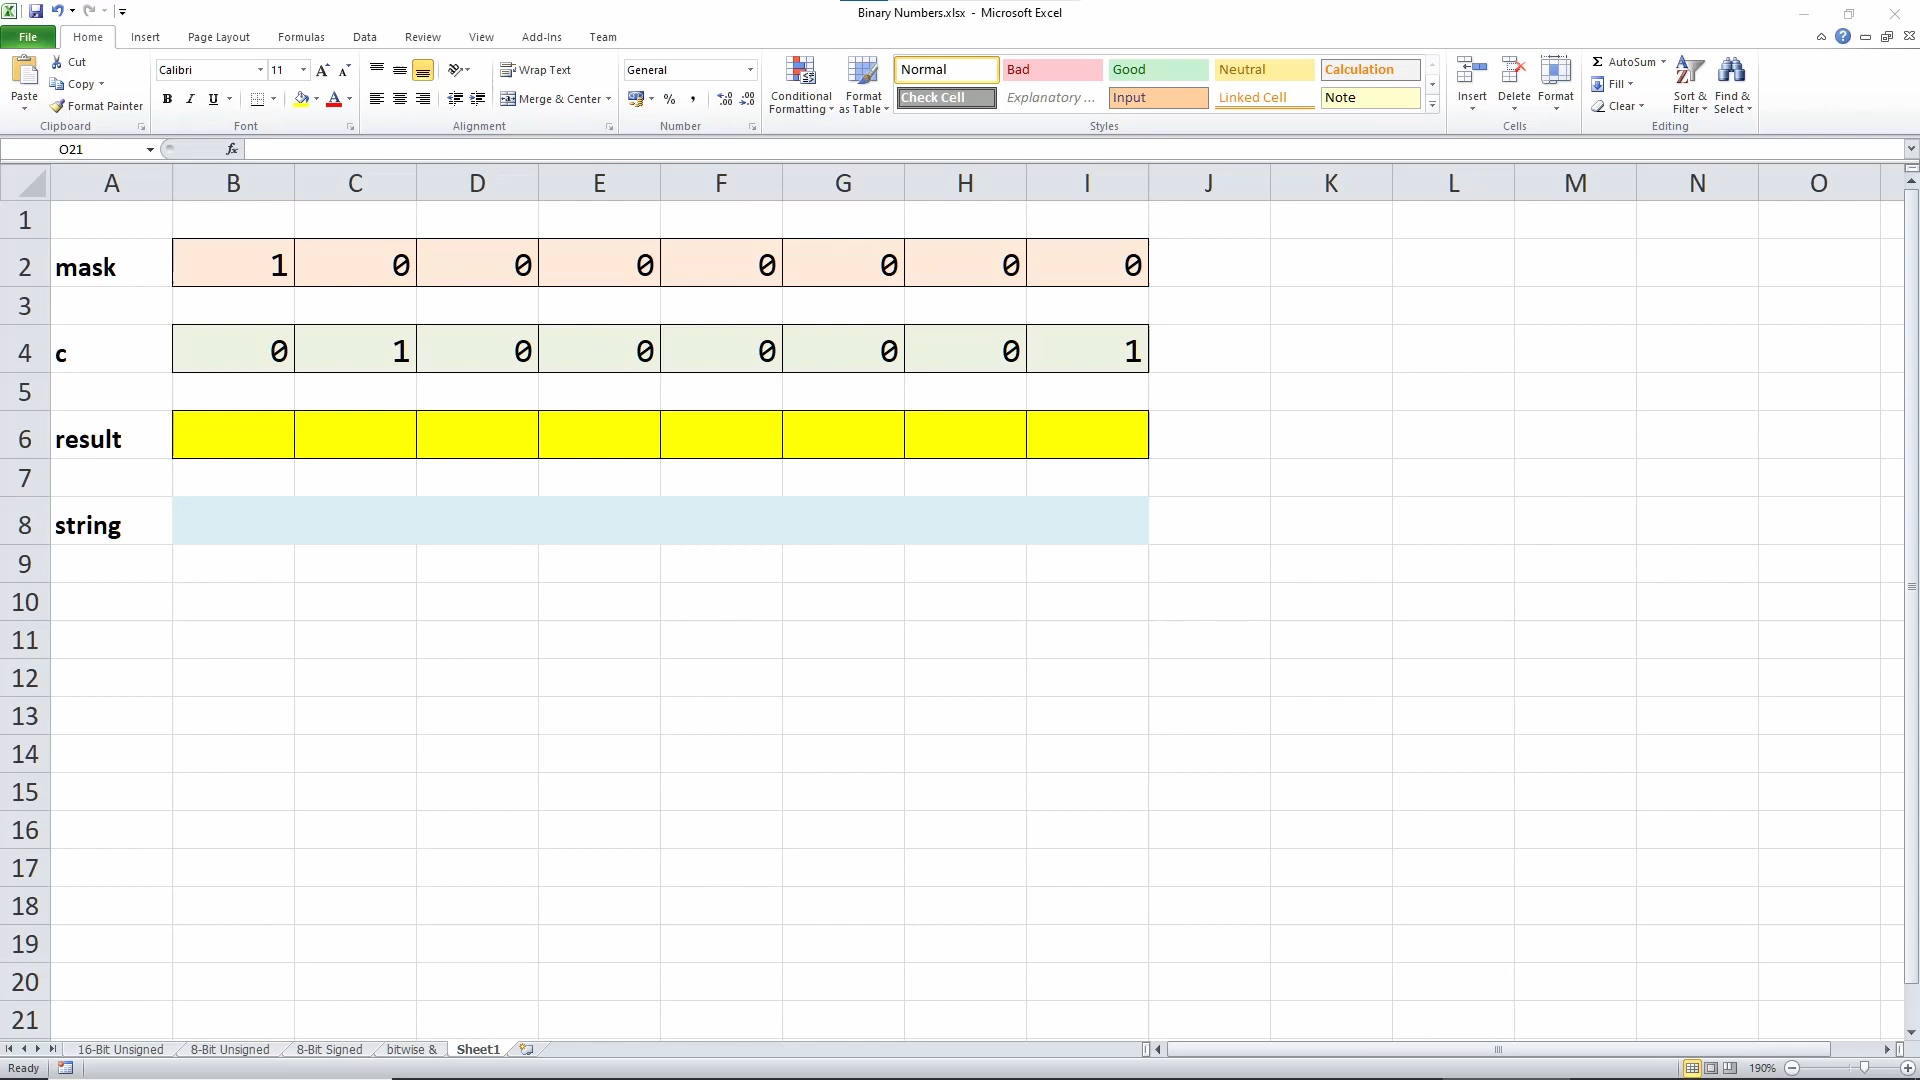 Binary Numbers.xlsx - Microsoft Excel
File Home Insert Page Layout Formulas Data Review View Add-Ins Team
Paste
Cut
Copy
Format Painter
Clipboard
Calibri 11
B I U
Font
Wrap Text
Merge & Center
Alignment
General
%
Number
Conditional Formatting
Format as Table
Normal Bad Good Neutral Calculation
Check Cell Explanatory ... Input Linked Cell Note
Styles
Insert Delete Format
Cells
AutoSum
Fill
Clear
Sort & Filter
Find & Select
Editing
O21 fx
A B C D E F G H I J K L M N O
1
2 mask 1 0 0 0 0 0 0 0
3
4 c 0 1 0 0 0 0 0 1
5
6 result
7
8 string
9
10
11
12
13
14
15
16
17
18
19
20
21
16-Bit Unsigned 8-Bit Unsigned 8-Bit Signed bitwise & Sheet1
Ready 190%